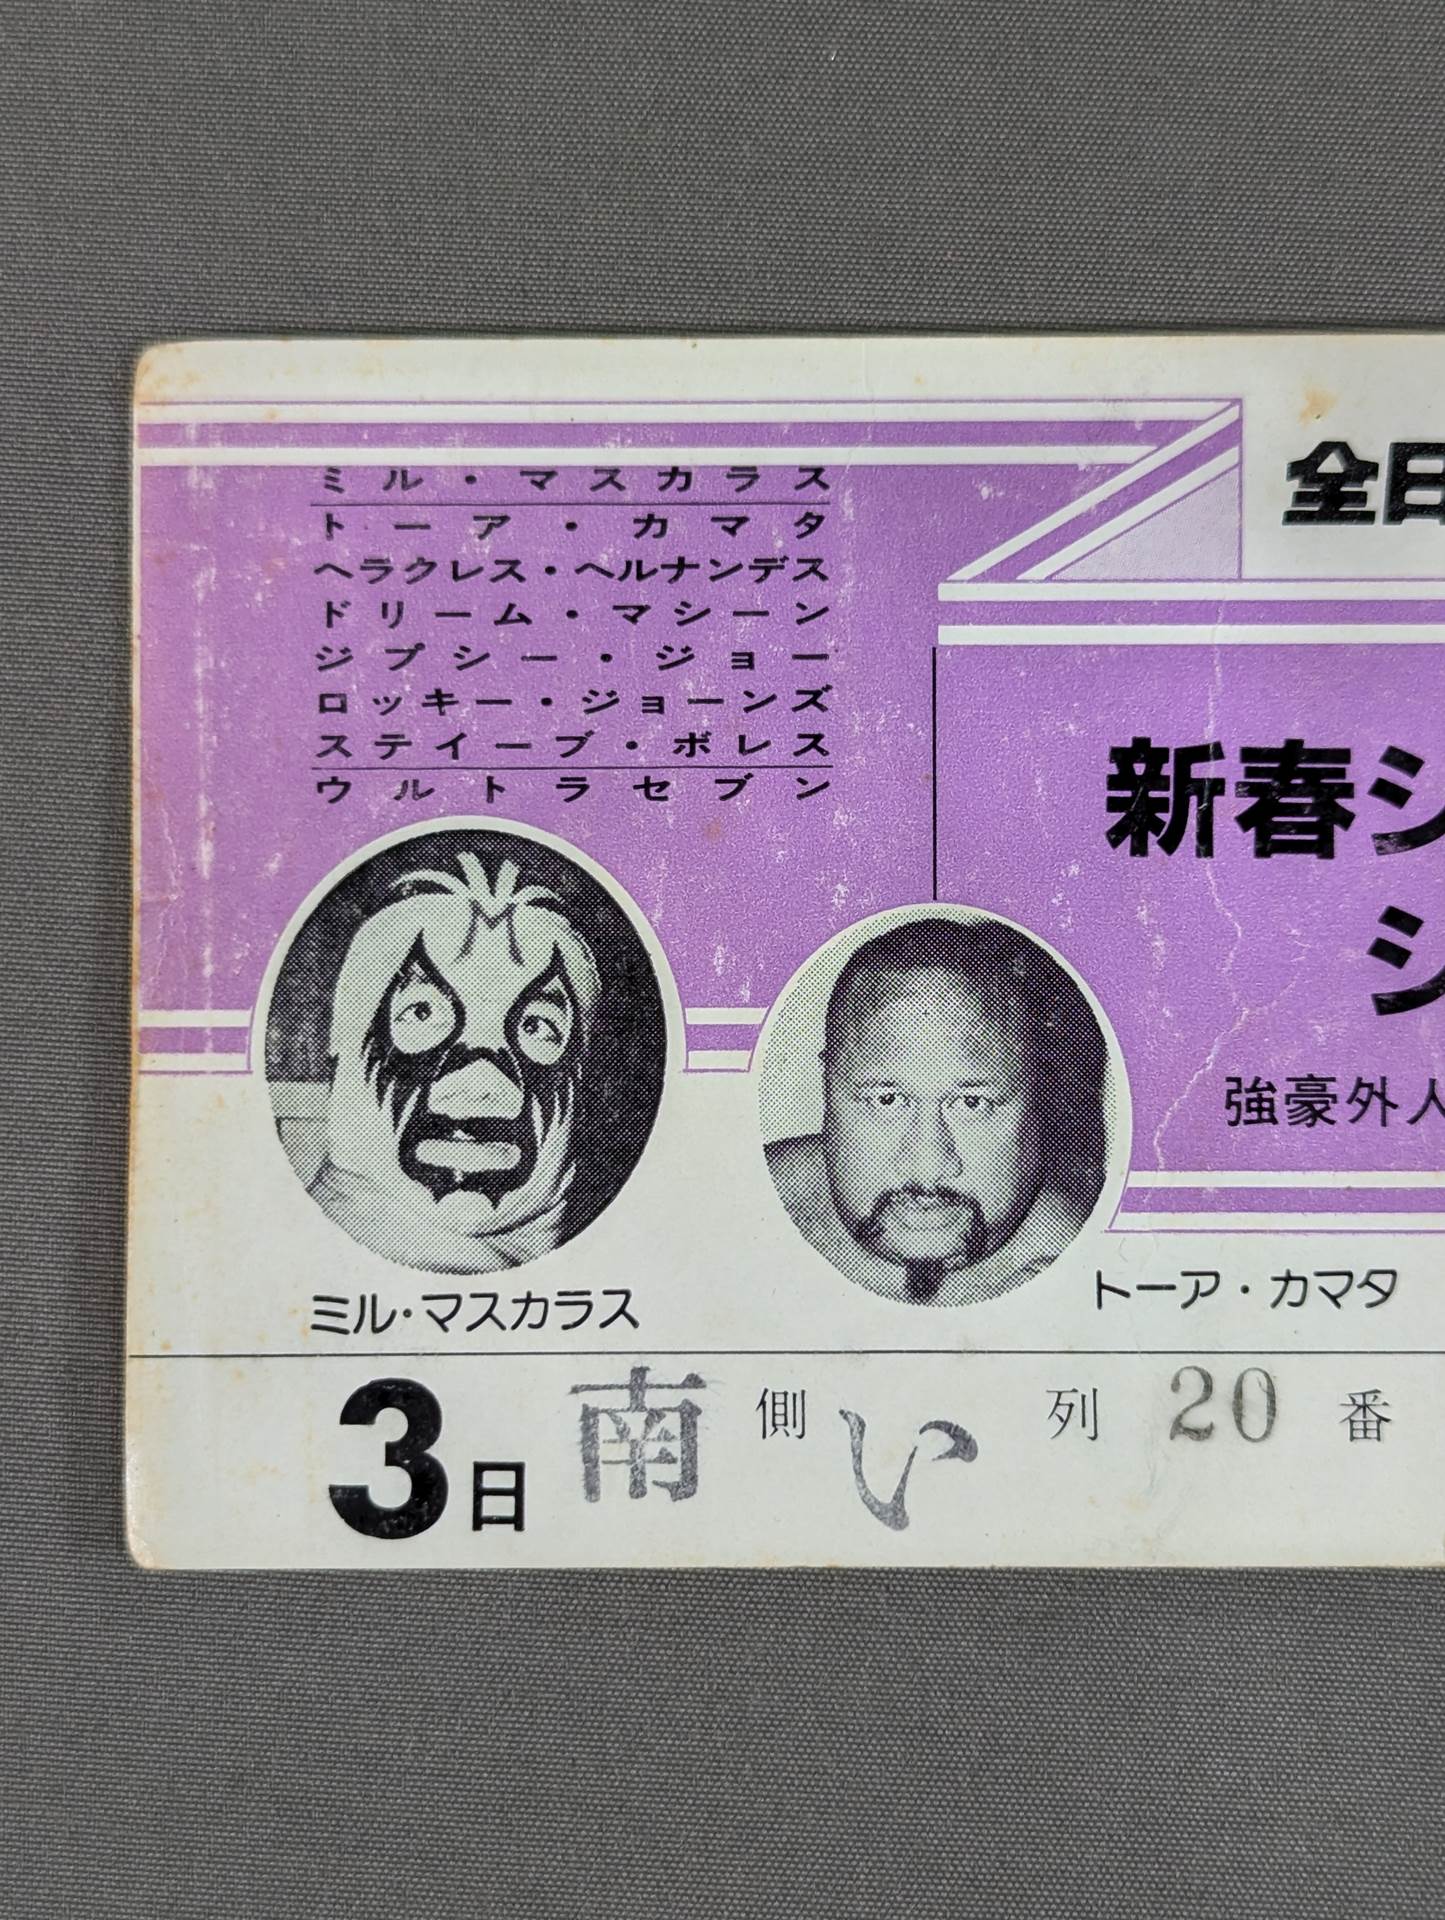 ミル・マスカラス
トーア・カマタ
ヘラクレス・ヘルナンデス
ドリーム・マシーン
ジプシー・ジョー
ロッキー・ジョーンズ
スティーブ・ボレス
ウルトラセブン
全日
新春シ
シ
強豪外人
ミル・マスカラス
トーア・カマタ
3日 南側 い列 20番